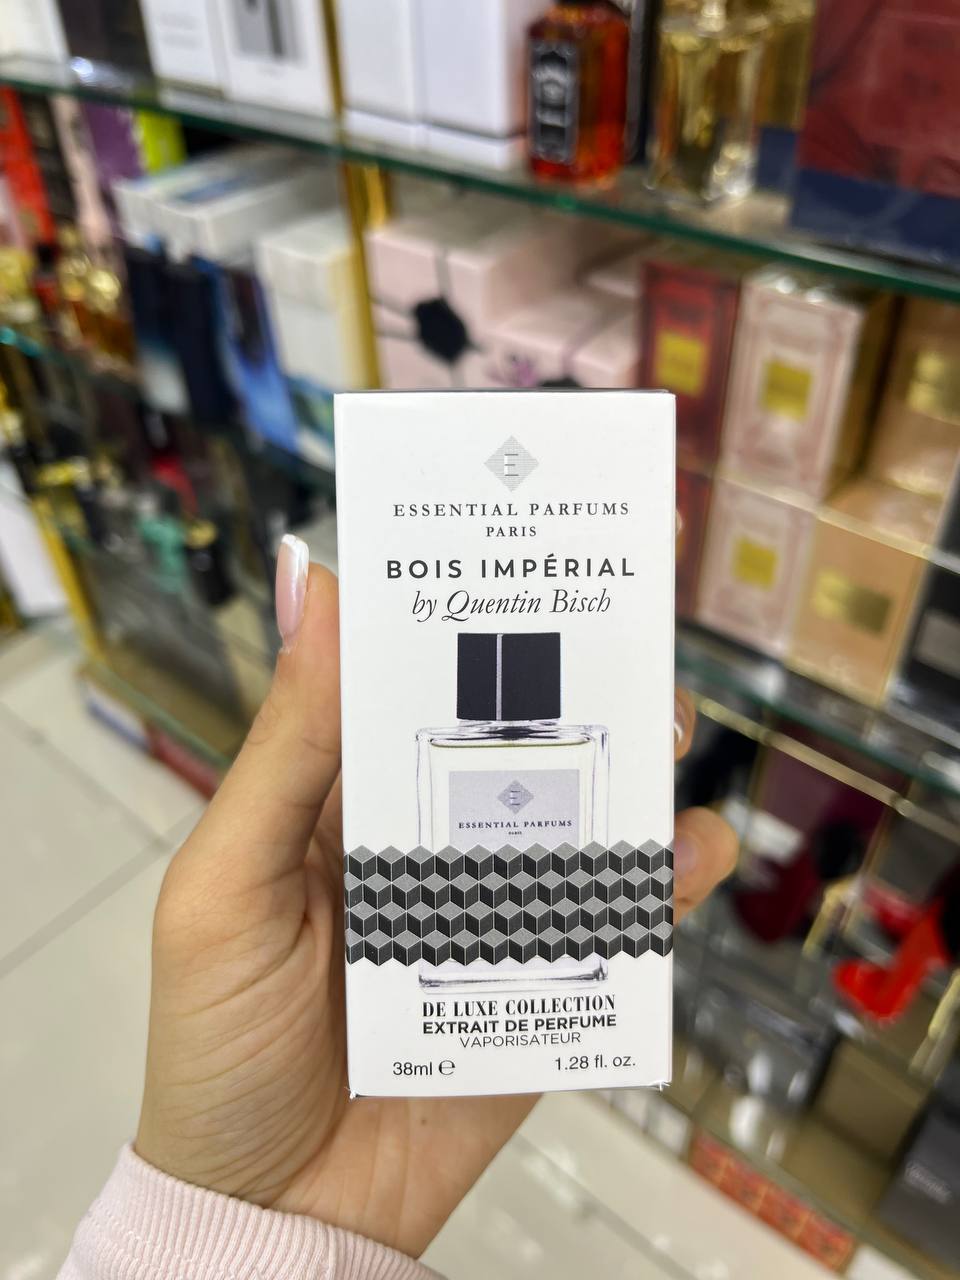 E
ESSENTIAL PARFUMS
PARIS
BOIS IMPÉRIAL
by Quentin Bisch
E
ESSENTIAL PARFUMS
PARIS
DE LUXE COLLECTION
EXTRAIT DE PERFUME
VAPORISATEUR
38ml ℮ 1.28 fl. oz.